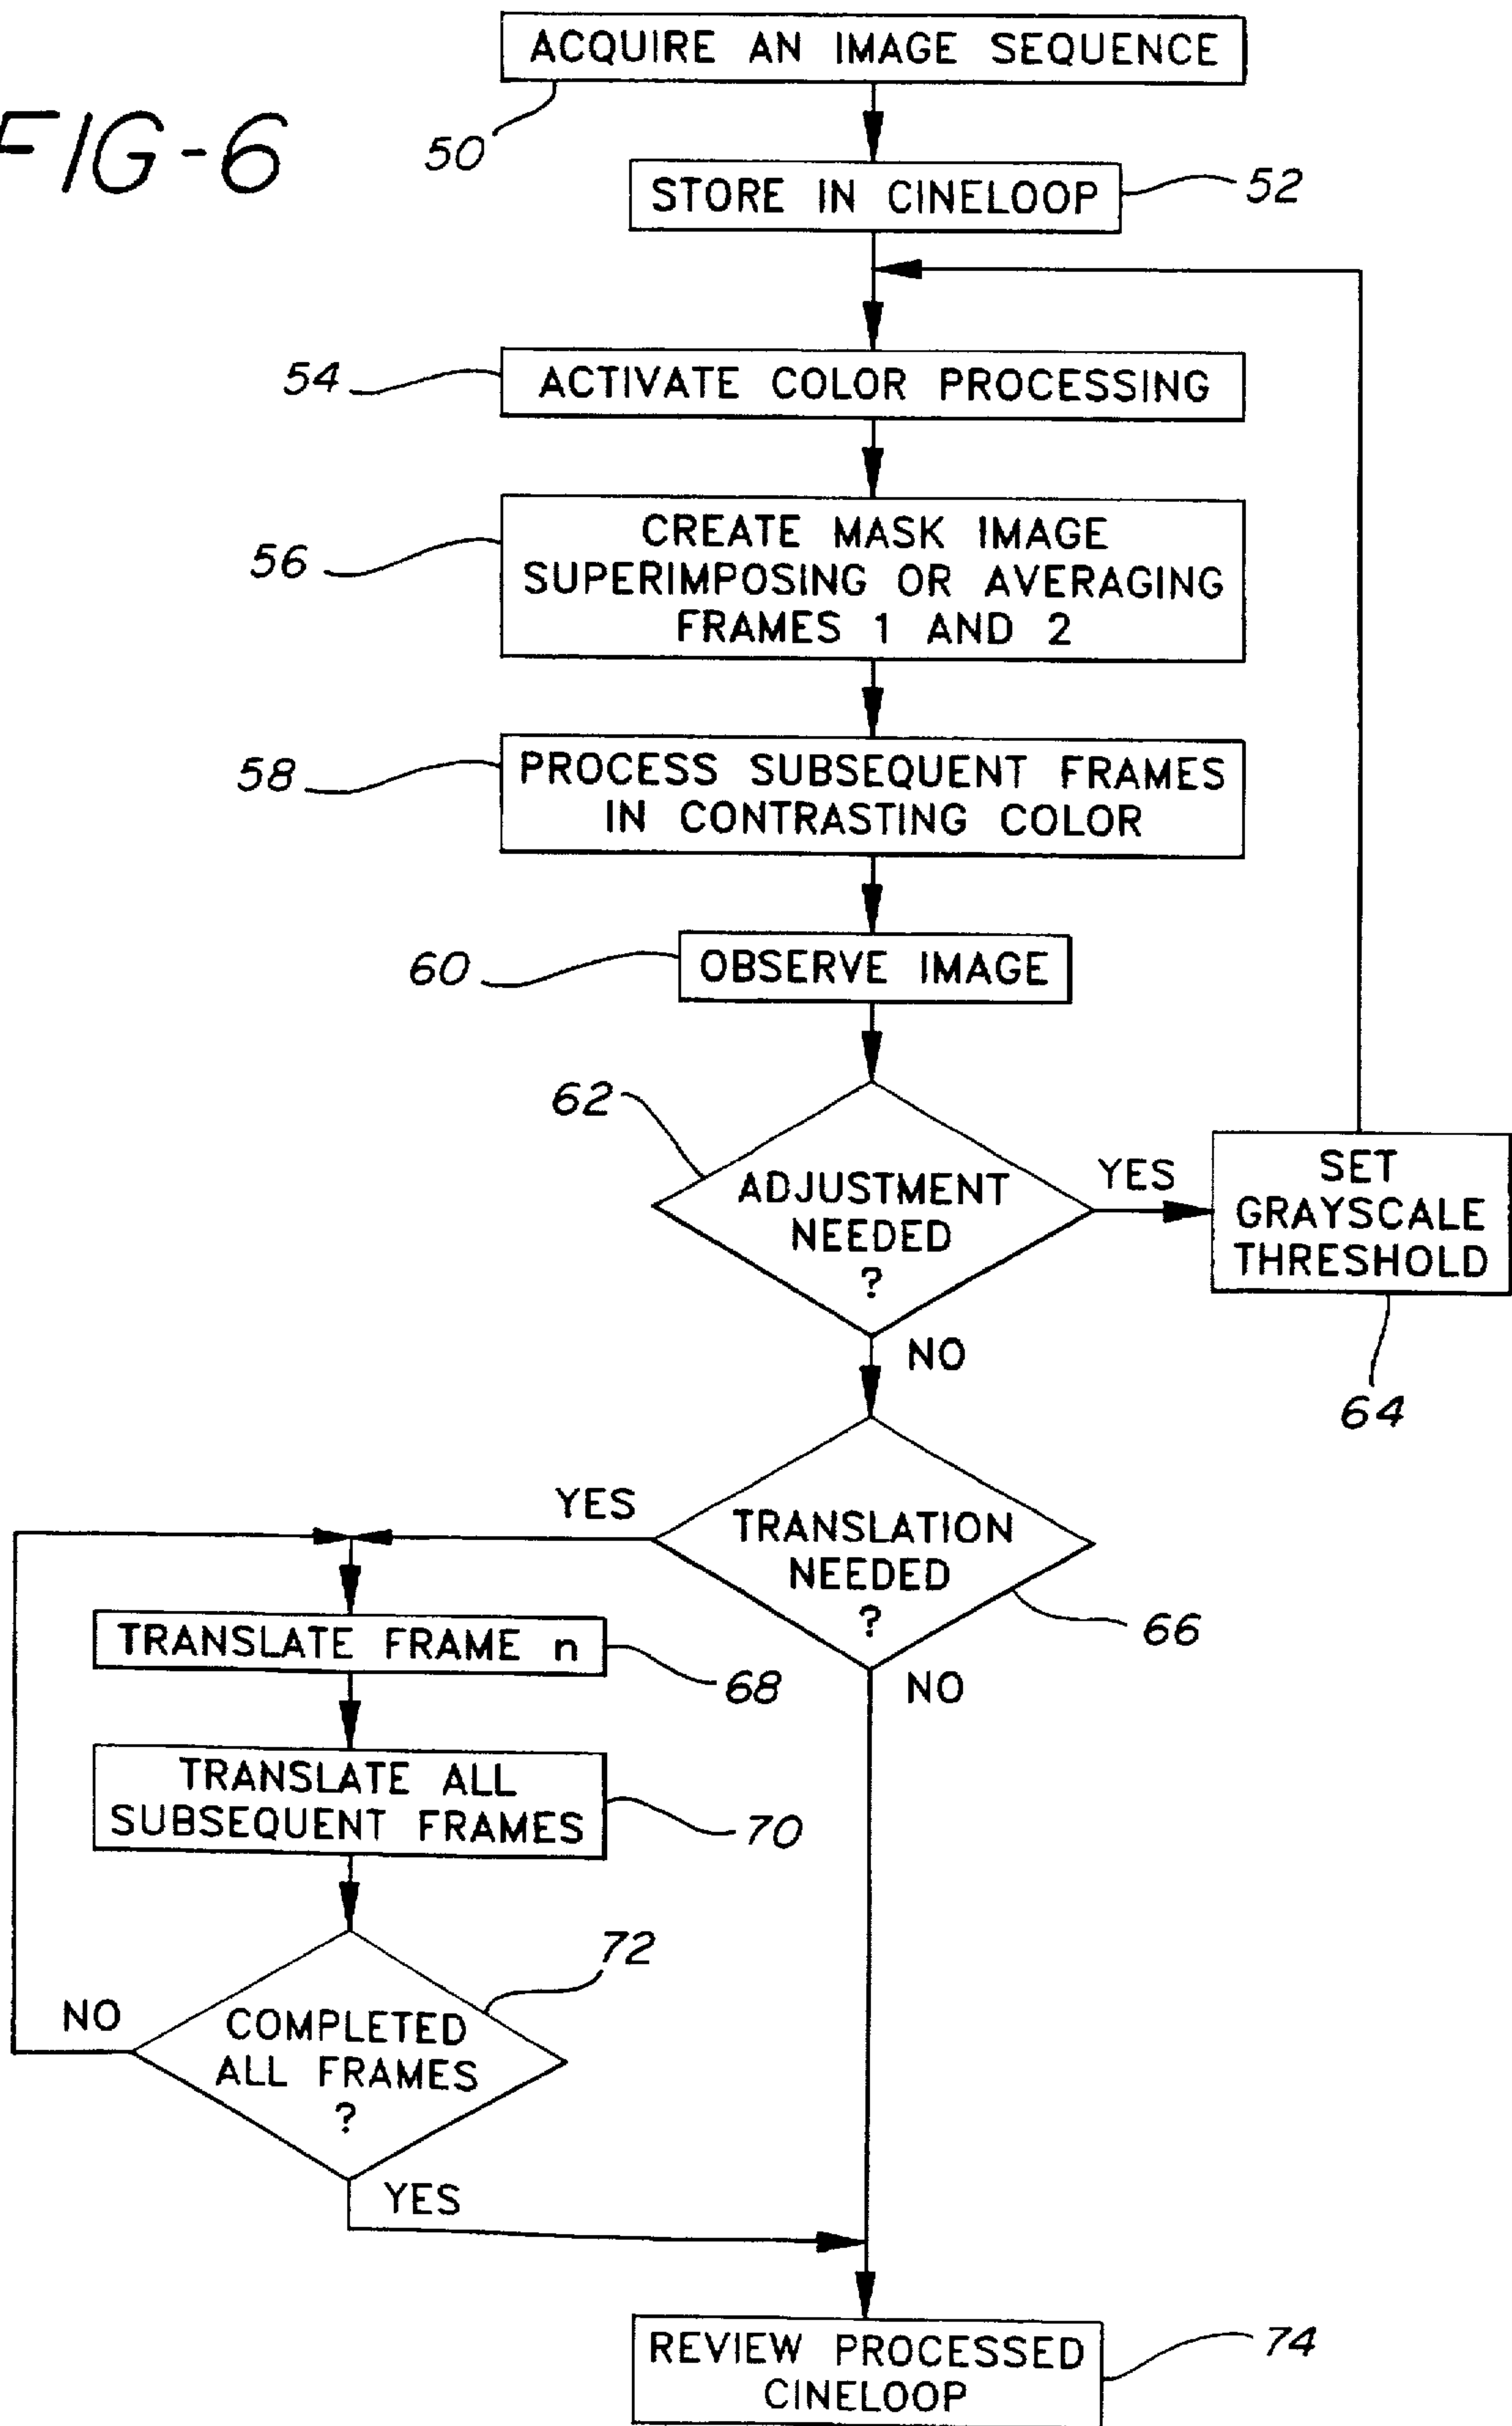 FIG-6
ACQUIRE AN IMAGE SEQUENCE
50
STORE IN CINELOOP
52
54
ACTIVATE COLOR PROCESSING
56
CREATE MASK IMAGE
SUPERIMPOSING OR AVERAGING
FRAMES 1 AND 2
58
PROCESS SUBSEQUENT FRAMES
IN CONTRASTING COLOR
60
OBSERVE IMAGE
62
ADJUSTMENT
NEEDED
?
YES
SET
GRAYSCALE
THRESHOLD
64
NO
YES
TRANSLATION
NEEDED
?
66
NO
TRANSLATE FRAME n
68
TRANSLATE ALL
SUBSEQUENT FRAMES
70
72
NO
COMPLETED
ALL FRAMES
?
YES
REVIEW PROCESSED
CINELOOP
74